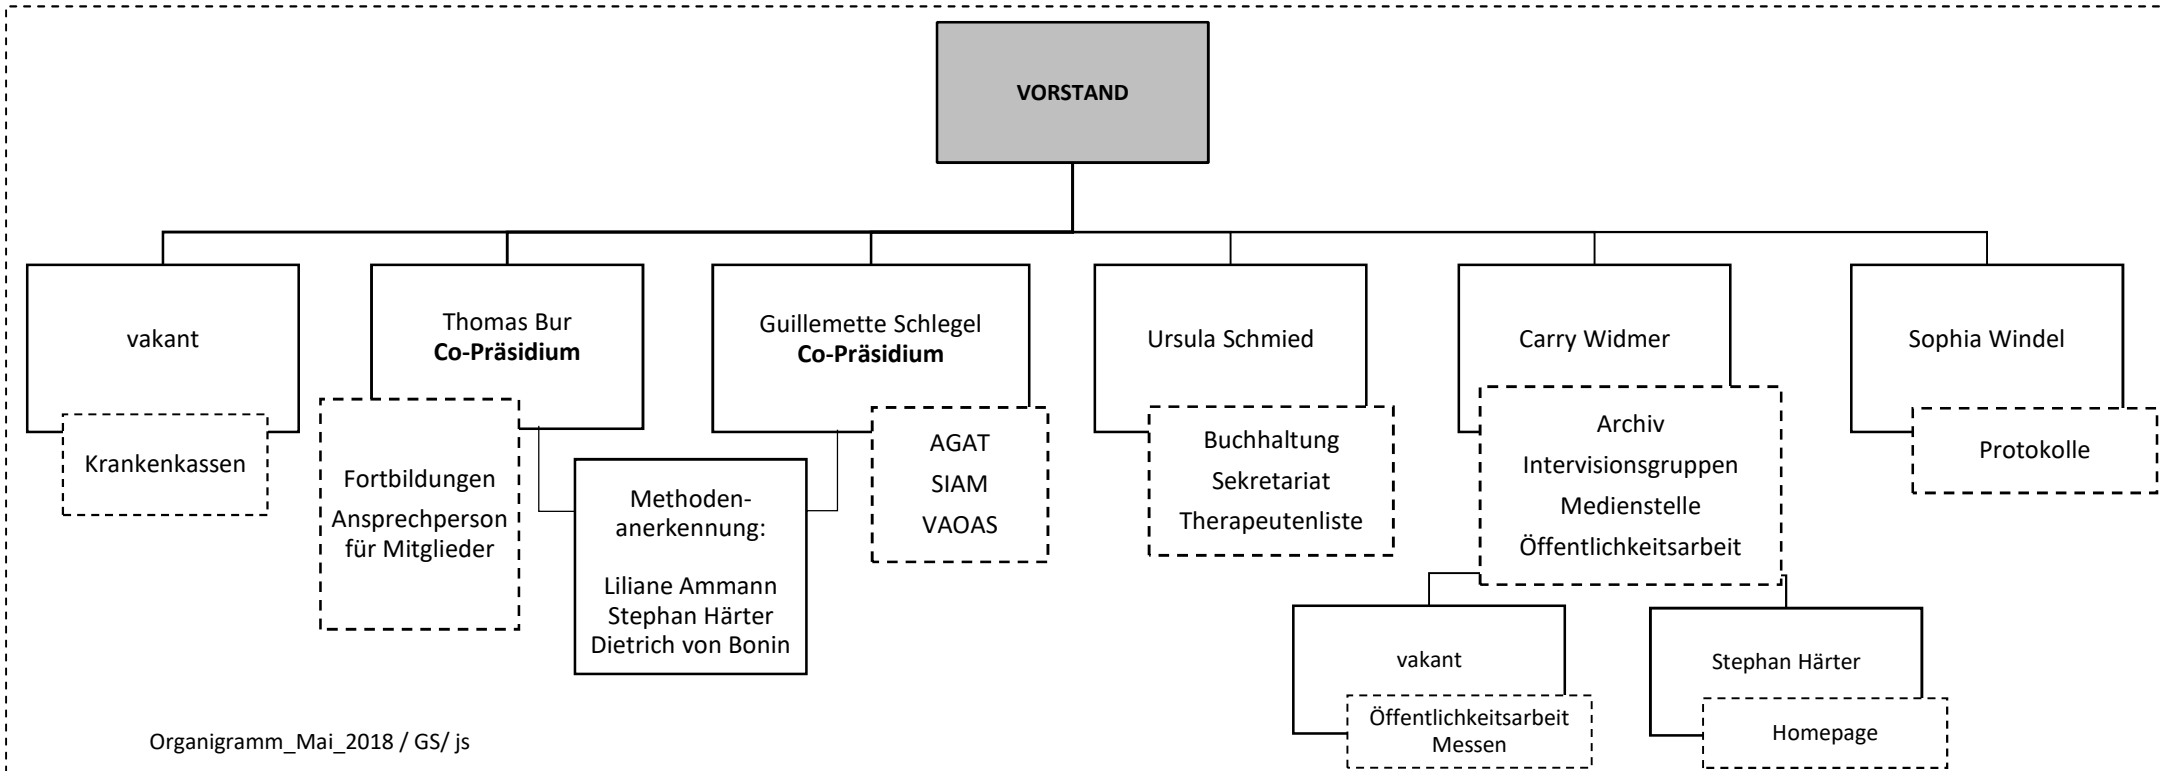 VORSTAND
vakant
Krankenkassen
Thomas Bur
Co-Präsidium
Fortbildungen
Ansprechperson
für Mitglieder
Guillemette Schlegel
Co-Präsidium
AGAT
SIAM
VAOAS
Methoden-
anerkennung:
Liliane Ammann
Stephan Härter
Dietrich von Bonin
Ursula Schmied
Buchhaltung
Sekretariat
Therapeutenliste
Carry Widmer
Archiv
Intervisionsgruppen
Medienstelle
Öffentlichkeitsarbeit
vakant
Öffentlichkeitsarbeit
Messen
Stephan Härter
Homepage
Sophia Windel
Protokolle
Organigramm_Mai_2018 / GS/ js